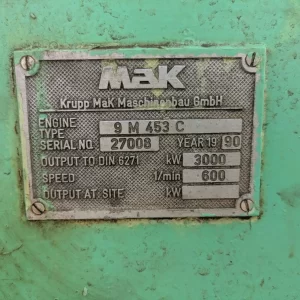 MaK
Krupp MaK Maschinenbau GmbH
ENGINE TYPE 9 M 453 C
SERIAL NO. 27008 YEAR 19 90
OUTPUT TO DIN 6271 kW 3000
SPEED 1/min 600
OUTPUT AT SITE kW